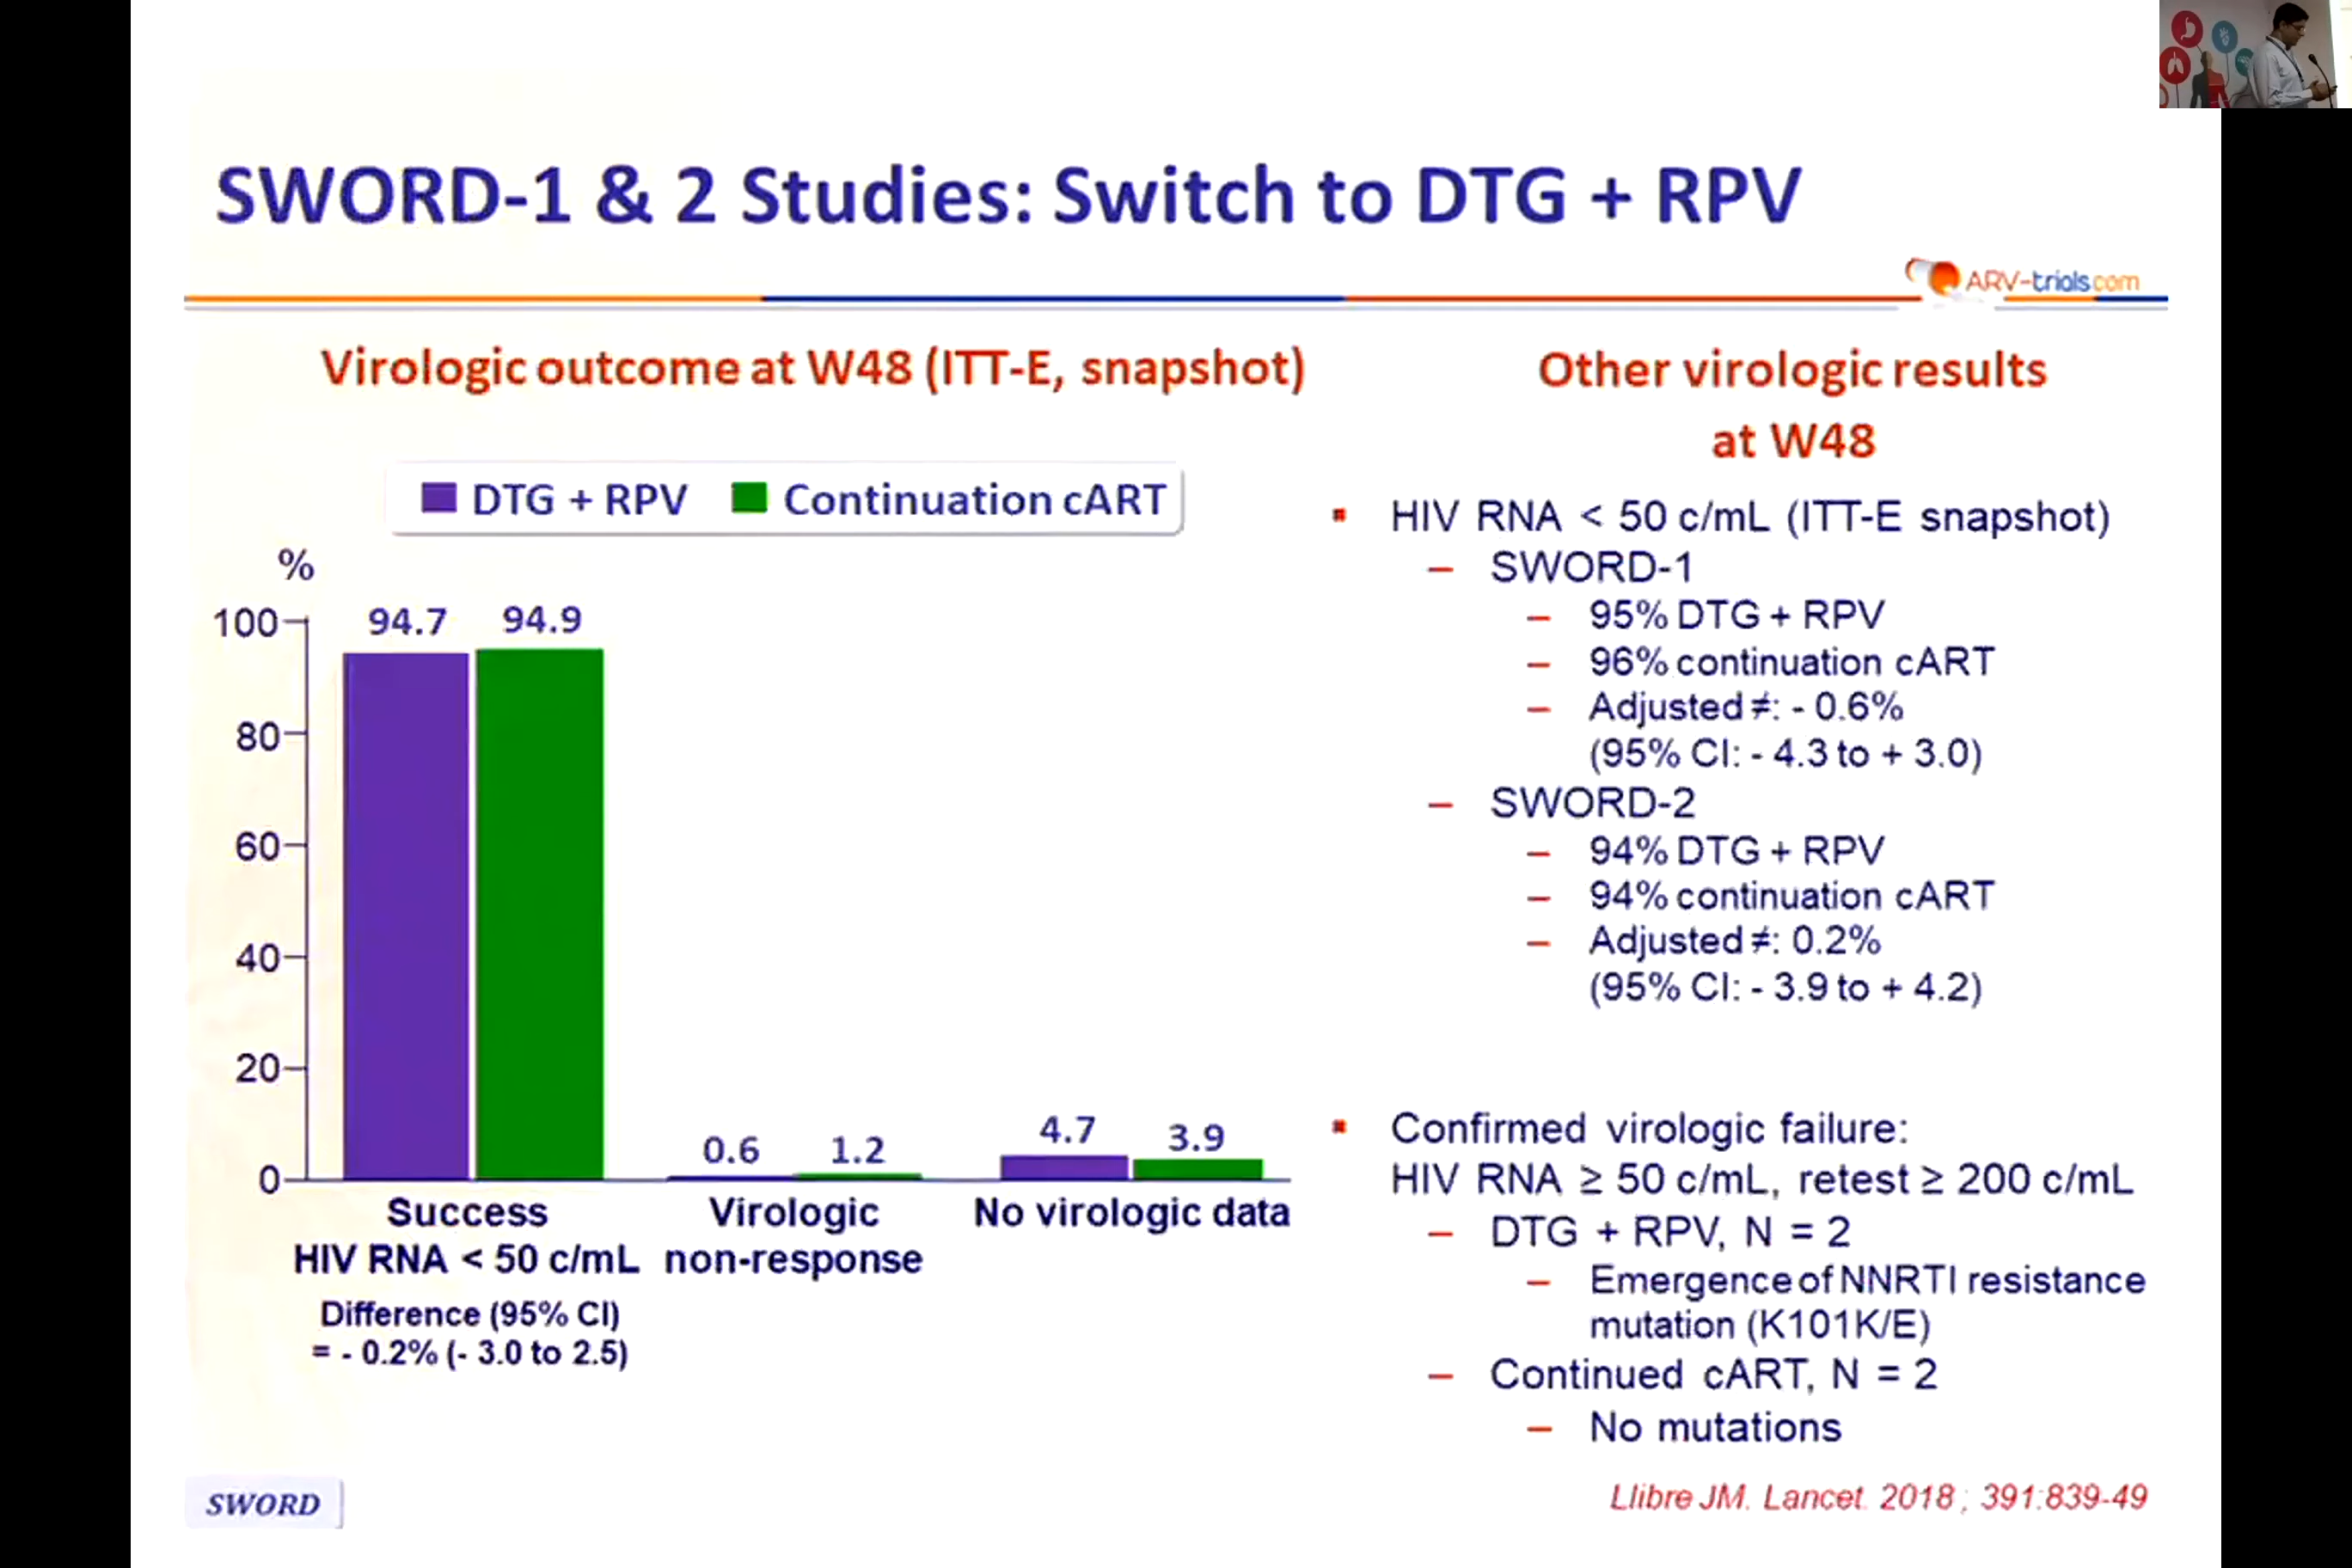 SWORD-1 & 2 Studies: Switch to DTG + RPV
ARV-trials.com
Virologic outcome at W48 (ITT-E, snapshot)
DTG + RPV
Continuation cART
%
100
80
60
40
20
0
94.7
94.9
0.6
1.2
4.7
3.9
Success
HIV RNA < 50 c/mL
Virologic
non-response
No virologic data
Difference (95% CI)
= - 0.2% (- 3.0 to 2.5)
Other virologic results
at W48
▪ HIV RNA < 50 c/mL (ITT-E snapshot)
– SWORD-1
– 95% DTG + RPV
– 96% continuation cART
– Adjusted ≠: - 0.6%
(95% CI: - 4.3 to + 3.0)
– SWORD-2
– 94% DTG + RPV
– 94% continuation cART
– Adjusted ≠: 0.2%
(95% CI: - 3.9 to + 4.2)
▪ Confirmed virologic failure:
HIV RNA ≥ 50 c/mL, retest ≥ 200 c/mL
– DTG + RPV, N = 2
– Emergence of NNRTI resistance
mutation (K101K/E)
– Continued cART, N = 2
– No mutations
SWORD
Llibre JM. Lancet. 2018 ; 391:839-49